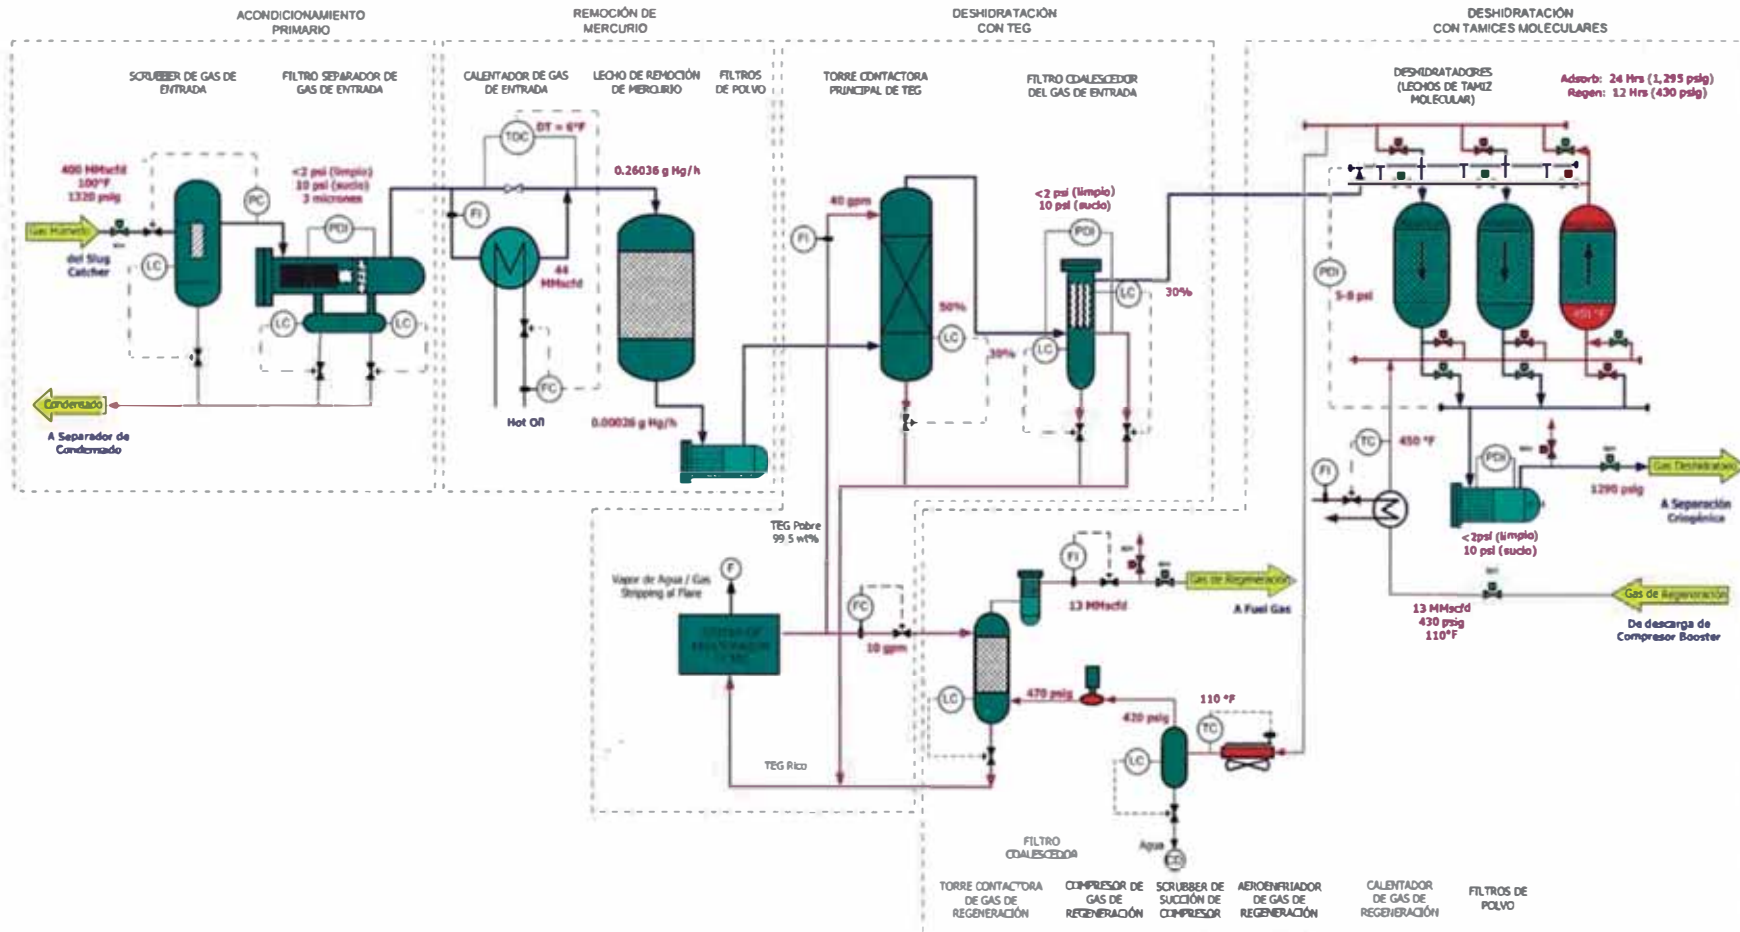 ACONDICIONAMIENTO
PRIMARIO
REMOCIÓN DE
MERCURIO
DESHIDRATACIÓN
CON TEG
DESHIDRATACIÓN
CON TAMICES MOLECULARES
SCRUBBER DE GAS DE
ENTRADA
FILTRO SEPARADOR DE
GAS DE ENTRADA
CALENTADOR DE GAS
DE ENTRADA
LECHO DE REMOCIÓN
DE MERCURIO
FILTROS
DE POLVO
TORRE CONTACTORA
PRINCIPAL DE TEG
FILTRO COALESCEDOR
DEL GAS DE ENTRADA
DESHIDRATADORES
(LECHOS DE TAMIZ
MOLECULAR)
Adsorb: 24 Hrs (1,295 psig)
Regen: 12 Hrs (430 psig)
400 MMscfd
100°F
1320 psig
Gas Húmedo
del Slug
Catcher
PC
LC
<2 psi (limpio)
10 psi (sucio)
3 micrones
PDI
LC
LC
Condensado
A Separador de
Condensado
TDC
DT = 6°F
FI
44
MMscfd
FC
Hot Oil
0.26036 g Hg/h
0.00026 g Hg/h
40 gpm
FI
50%
LC
30%
<2 psi (limpio)
10 psi (sucio)
PDI
LC
LC
30%
PDI
5-8 psi
451 °F
TC
450 °F
FI
PDI
<2psi (limpio)
10 psi (sucio)
Gas Deshidratado
1290 psig
A Separación
Criogénica
Gas de Regeneración
De descarga de
Compresor Booster
13 MMscfd
430 psig
110°F
TEG Pobre
99.5 wt%
Vapor de Agua / Gas
Stripping al Flare
F
FC
10 gpm
FI
13 MMscfd
Gas de Regeneración
A Fuel Gas
LC
470 psig
420 psig
110 °F
TC
LC
TEG Rico
Agua
FILTRO
COALESCEDOR
TORRE CONTACTORA
DE GAS DE
REGENERACIÓN
COMPRESOR DE
GAS DE
REGENERACIÓN
SCRUBBER DE
SUCCIÓN DE
COMPRESOR
AEROENFRIADOR
DE GAS DE
REGENERACIÓN
CALENTADOR
DE GAS DE
REGENERACIÓN
FILTROS DE
POLVO